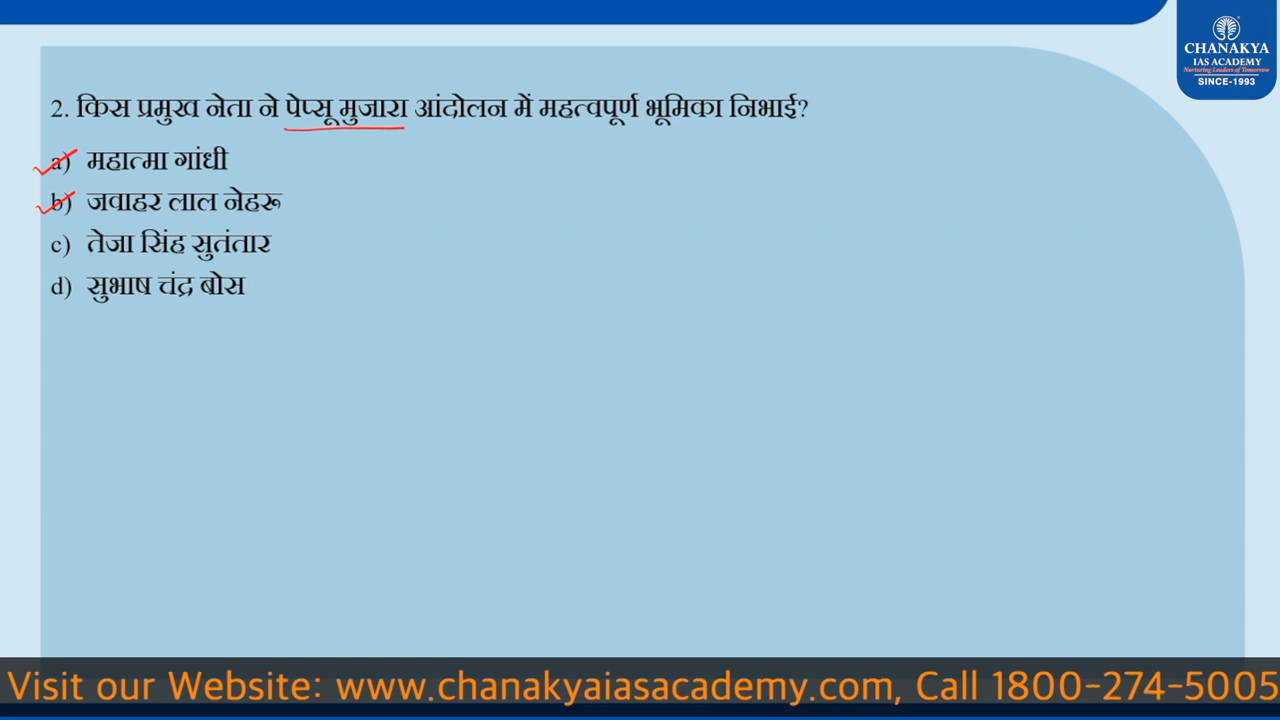 CHANAKYA
IAS ACADEMY
Nurturing Leaders of Tomorrow
SINCE-1993
2. किस प्रमुख नेता ने पेप्सू मुजारा आंदोलन में महत्वपूर्ण भूमिका निभाई?
a) महात्मा गांधी
b) जवाहर लाल नेहरू
c) तेजा सिंह सुतंतार
d) सुभाष चंद्र बोस
Visit our Website: www.chanakyaiasacademy.com, Call 1800-274-5005